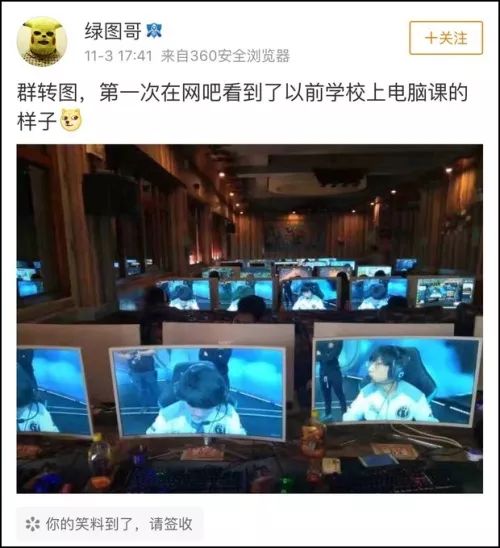 绿图哥
11-3 17:41 来自360安全浏览器
十关注
群转图，第一次在网吧看到了以前学校上电脑课的
样子
你的笑料到了，请签收